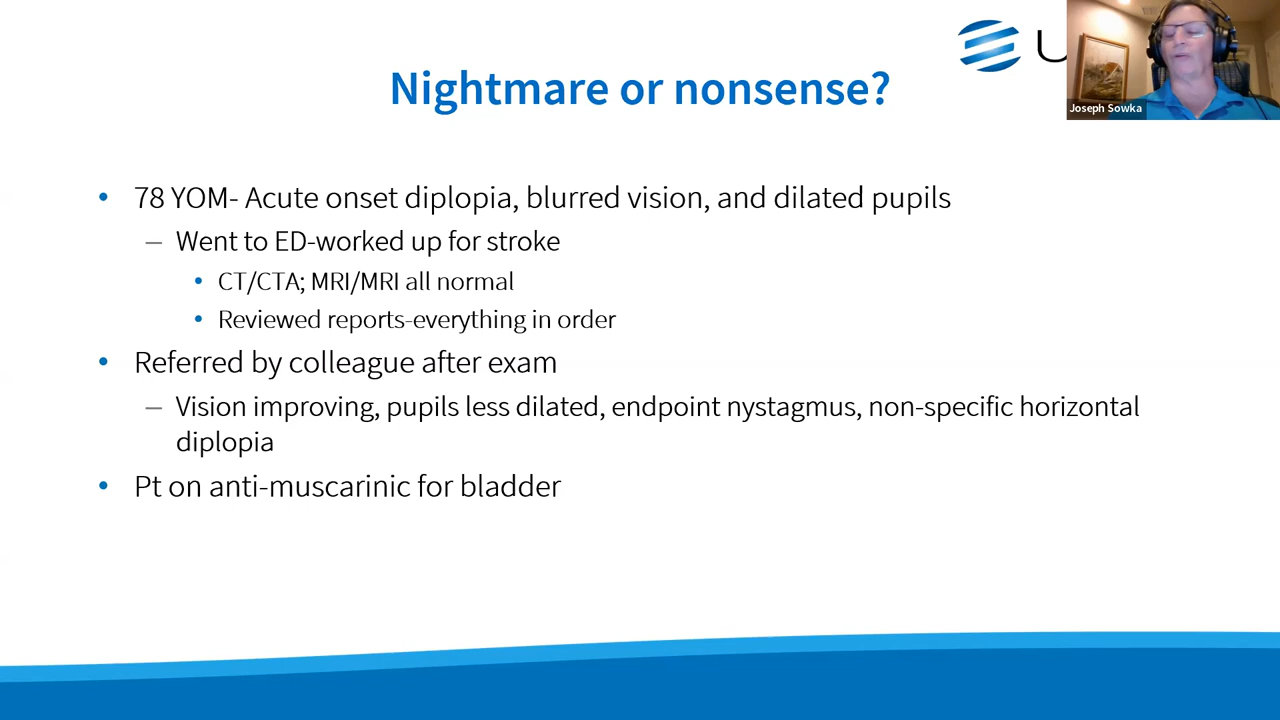 Nightmare or nonsense?
U
Joseph Sowka
• 78 YOM- Acute onset diplopia, blurred vision, and dilated pupils
– Went to ED-worked up for stroke
• CT/CTA; MRI/MRI all normal
• Reviewed reports-everything in order
• Referred by colleague after exam
– Vision improving, pupils less dilated, endpoint nystagmus, non-specific horizontal
diplopia
• Pt on anti-muscarinic for bladder